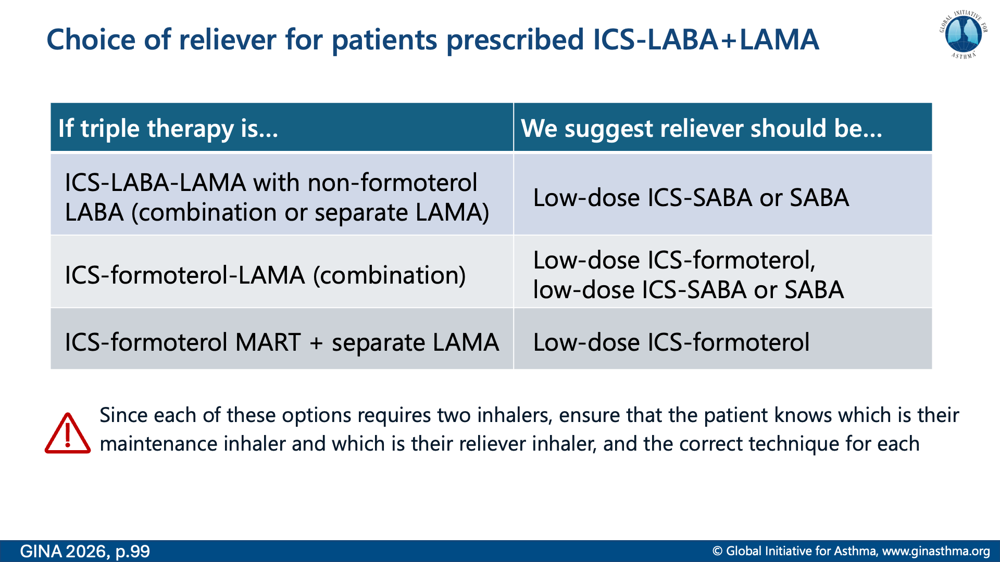 Choice of reliever for patients prescribed ICS-LABA+LAMA
GLOBAL INITIATIVE FOR
ASTHMA
If triple therapy is...
We suggest reliever should be...
ICS-LABA-LAMA with non-formoterol
LABA (combination or separate LAMA)
Low-dose ICS-SABA or SABA
ICS-formoterol-LAMA (combination)
Low-dose ICS-formoterol,
low-dose ICS-SABA or SABA
ICS-formoterol MART + separate LAMA
Low-dose ICS-formoterol
Since each of these options requires two inhalers, ensure that the patient knows which is their
maintenance inhaler and which is their reliever inhaler, and the correct technique for each
GINA 2026, p.99
© Global Initiative for Asthma, www.ginasthma.org